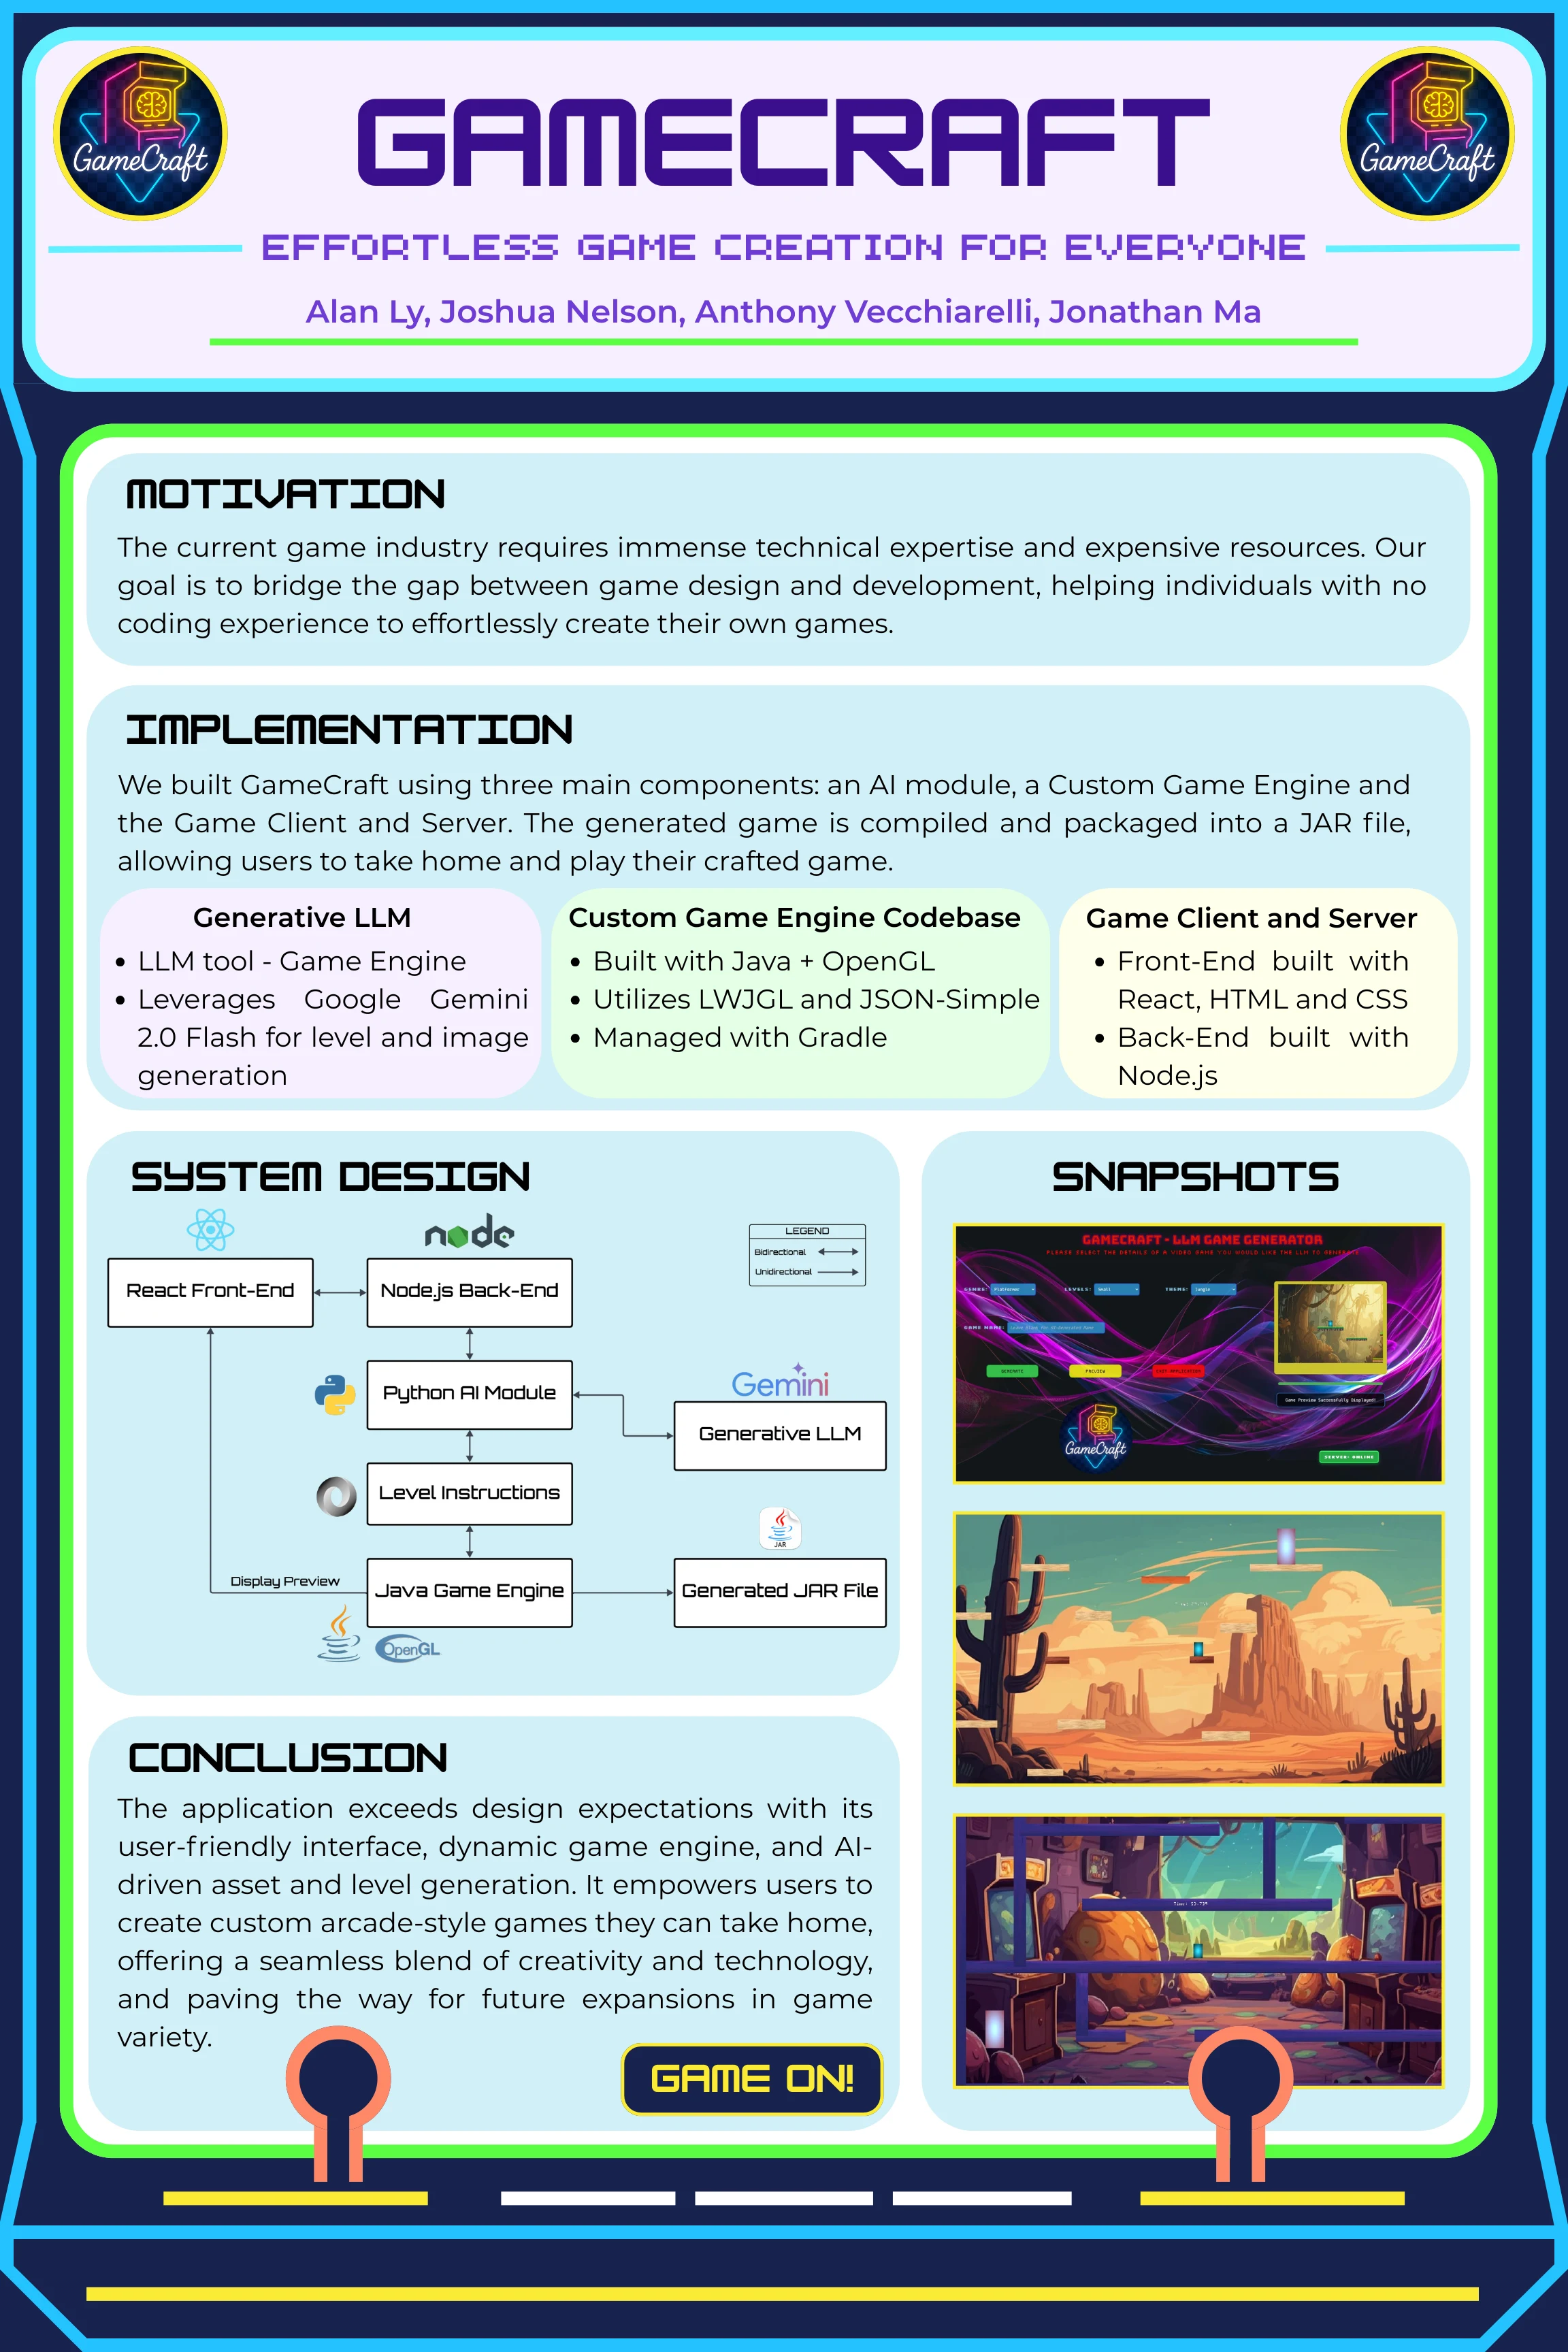 GameCraft
GameCraft
GAMECRAFT
EFFORTLESS GAME CREATION FOR EVERYONE
Alan Ly, Joshua Nelson, Anthony Vecchiarelli, Jonathan Ma
MOTIVATION
The current game industry requires immense technical expertise and expensive resources. Our
goal is to bridge the gap between game design and development, helping individuals with no
coding experience to effortlessly create their own games.
IMPLEMENTATION
We built GameCraft using three main components: an AI module, a Custom Game Engine and
the Game Client and Server. The generated game is compiled and packaged into a JAR file,
allowing users to take home and play their crafted game.
Generative LLM
• LLM tool - Game Engine
• Leverages Google Gemini
2.0 Flash for level and image
generation
Custom Game Engine Codebase
• Built with Java + OpenGL
• Utilizes LWJGL and JSON-Simple
• Managed with Gradle
Game Client and Server
• Front-End built with
React, HTML and CSS
• Back-End built with
Node.js
SYSTEM DESIGN
node
LEGEND
Bidirectional
Unidirectional
React Front-End
Node.js Back-End
Python AI Module
Gemini
Generative LLM
Level Instructions
JAR
Display Preview
Java Game Engine
Generated JAR File
Java
OpenGL
CONCLUSION
The application exceeds design expectations with its
user-friendly interface, dynamic game engine, and AI-
driven asset and level generation. It empowers users to
create custom arcade-style games they can take home,
offering a seamless blend of creativity and technology,
and paving the way for future expansions in game
variety.
GAME ON!
SNAPSHOTS
GAMECRAFT - LLM GAME GENERATOR
PLEASE SELECT THE DETAILS OF A VIDEO GAME YOU WOULD LIKE THE LLM TO GENERATE
GENRE: Platformer
LEVELS: Small
THEME: Jungle
GAME NAME:
GENERATE
PREVIEW
EXIT APPLICATION
Game Preview Successfully Displayed!
GameCraft
SERVER: ONLINE